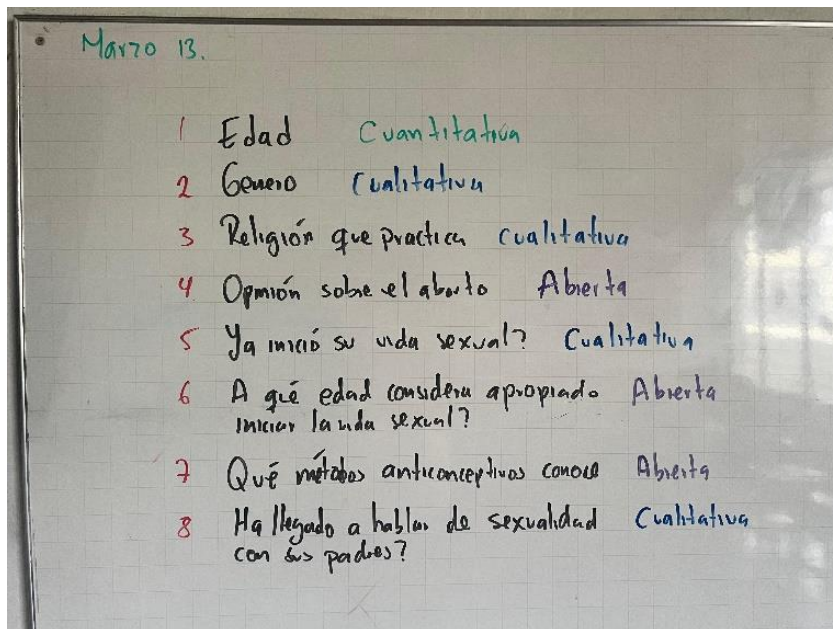 Marzo 13.
1 Edad Cuantitativa
2 Genero Cualitativa
3 Religión que practica Cualitativa
4 Opinión sobre el aborto Abierta
5 Ya inició su vida sexual? Cualitativa
6 A qué edad considera apropiado Abierta
iniciar la vida sexual?
7 Qué métodos anticonceptivos conoce Abierta
8 Ha llegado a hablar de sexualidad Cualitativa
con sus padres?